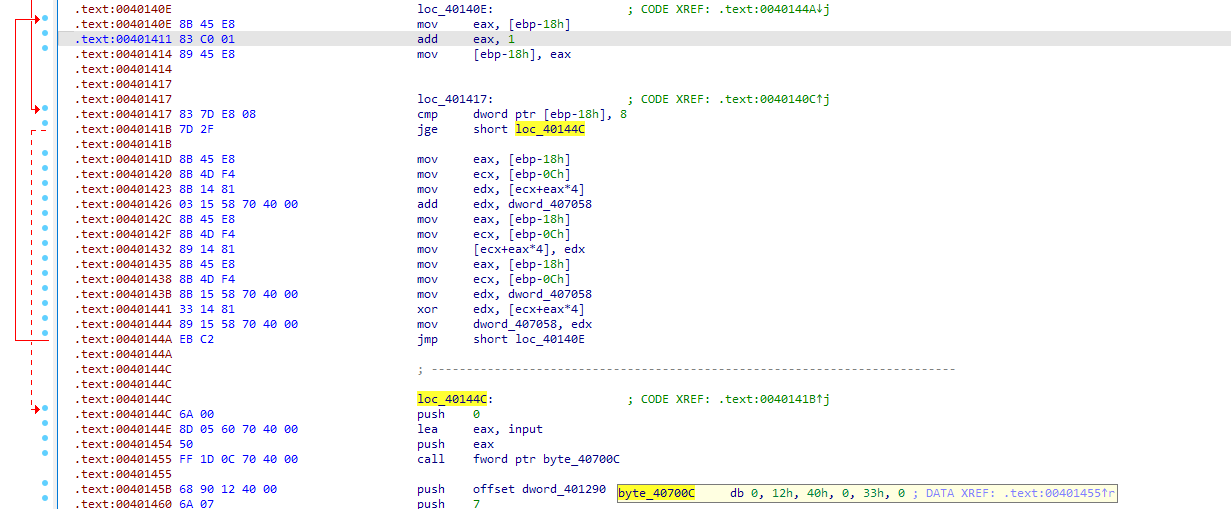 .text:0040140E loc_40140E: ; CODE XREF: .text:0040144A↓j
.text:0040140E 8B 45 E8 mov eax, [ebp-18h]
.text:00401411 83 C0 01 add eax, 1
.text:00401414 89 45 E8 mov [ebp-18h], eax
.text:00401414
.text:00401417
.text:00401417 loc_401417: ; CODE XREF: .text:0040140C↑j
.text:00401417 83 7D E8 08 cmp dword ptr [ebp-18h], 8
.text:0040141B 7D 2F jge short loc_40144C
.text:0040141B
.text:0040141D 8B 45 E8 mov eax, [ebp-18h]
.text:00401420 8B 4D F4 mov ecx, [ebp-0Ch]
.text:00401423 8B 14 81 mov edx, [ecx+eax*4]
.text:00401426 03 15 58 70 40 00 add edx, dword_407058
.text:0040142C 8B 45 E8 mov eax, [ebp-18h]
.text:0040142F 8B 4D F4 mov ecx, [ebp-0Ch]
.text:00401432 89 14 81 mov [ecx+eax*4], edx
.text:00401435 8B 45 E8 mov eax, [ebp-18h]
.text:00401438 8B 4D F4 mov ecx, [ebp-0Ch]
.text:0040143B 8B 15 58 70 40 00 mov edx, dword_407058
.text:00401441 33 14 81 xor edx, [ecx+eax*4]
.text:00401444 89 15 58 70 40 00 mov dword_407058, edx
.text:0040144A EB C2 jmp short loc_40140E
.text:0040144A
.text:0040144C ; ---------------------------------------------------------------------------
.text:0040144C
.text:0040144C loc_40144C: ; CODE XREF: .text:0040141B↑j
.text:0040144C 6A 00 push 0
.text:0040144E 8D 05 60 70 40 00 lea eax, input
.text:00401454 50 push eax
.text:00401455 FF 1D 0C 70 40 00 call fword ptr byte_40700C
.text:00401455
.text:0040145B 68 90 12 40 00 push offset dword_401290 byte_40700C db 0, 12h, 40h, 0, 33h, 0 ; DATA XREF: .text:00401455↑r
.text:00401460 6A 07 push 7